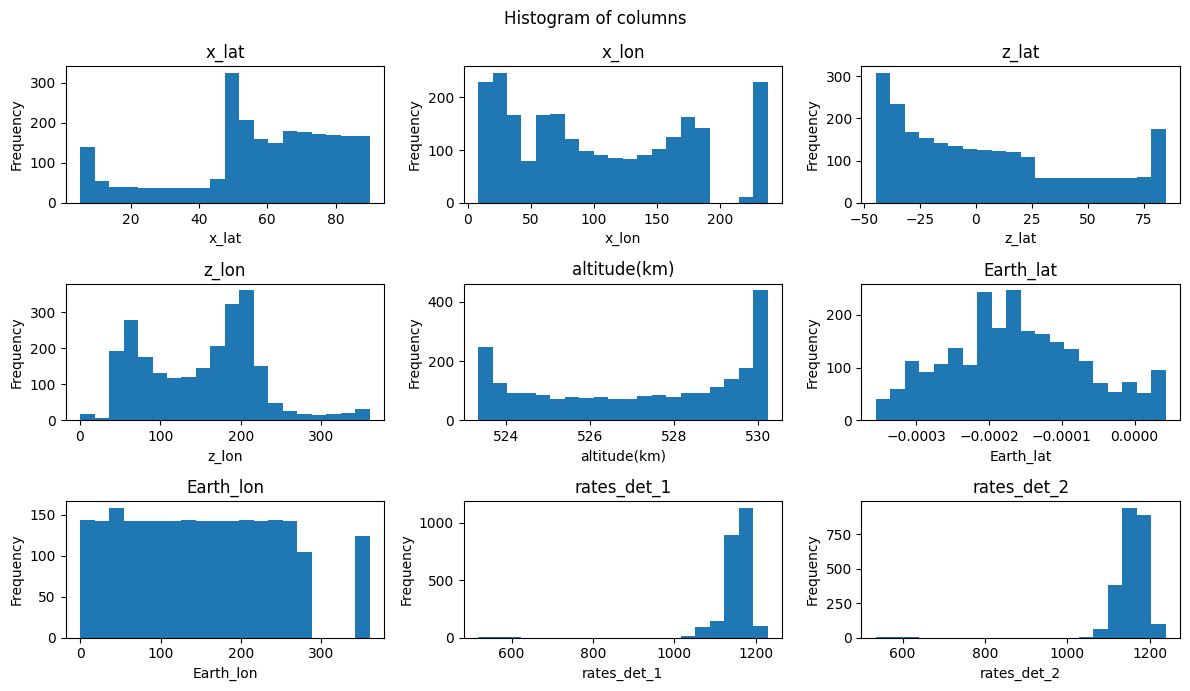 Histogram of columns
x_lat
x_lon
z_lat
Frequency
300
200
100
0
20
40
60
80
x_lat
Frequency
200
100
0
0
50
100
150
200
x_lon
Frequency
300
200
100
0
−50
−25
0
25
50
75
z_lat
z_lon
altitude(km)
Earth_lat
Frequency
300
200
100
0
0
100
200
300
z_lon
Frequency
400
200
0
524
526
528
530
altitude(km)
Frequency
200
100
0
−0.0003
−0.0002
−0.0001
0.0000
Earth_lat
Earth_lon
rates_det_1
rates_det_2
Frequency
150
100
50
0
0
100
200
300
Earth_lon
Frequency
1000
500
0
600
800
1000
1200
rates_det_1
Frequency
750
500
250
0
600
800
1000
1200
rates_det_2